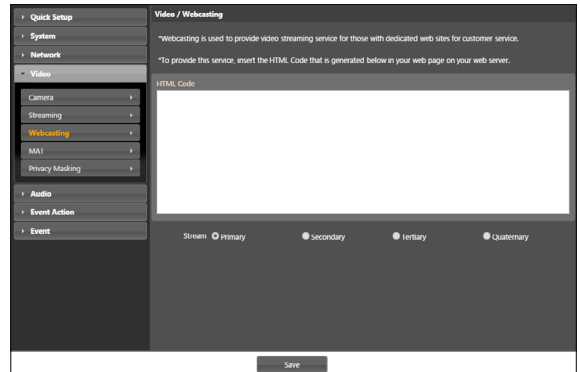 Quick Setup
System
Network
Video
Camera
Streaming
Webcasting
MAT
Privacy Masking
Audio
Event Action
Event
Video / Webcasting
*Webcasting is used to provide video streaming service for those with dedicated web sites for customer service.
*To provide this service, insert the HTML Code that is generated below in your web page on your web server.
HTML Code
Stream Primary Secondary Tertiary Quaternary
Save